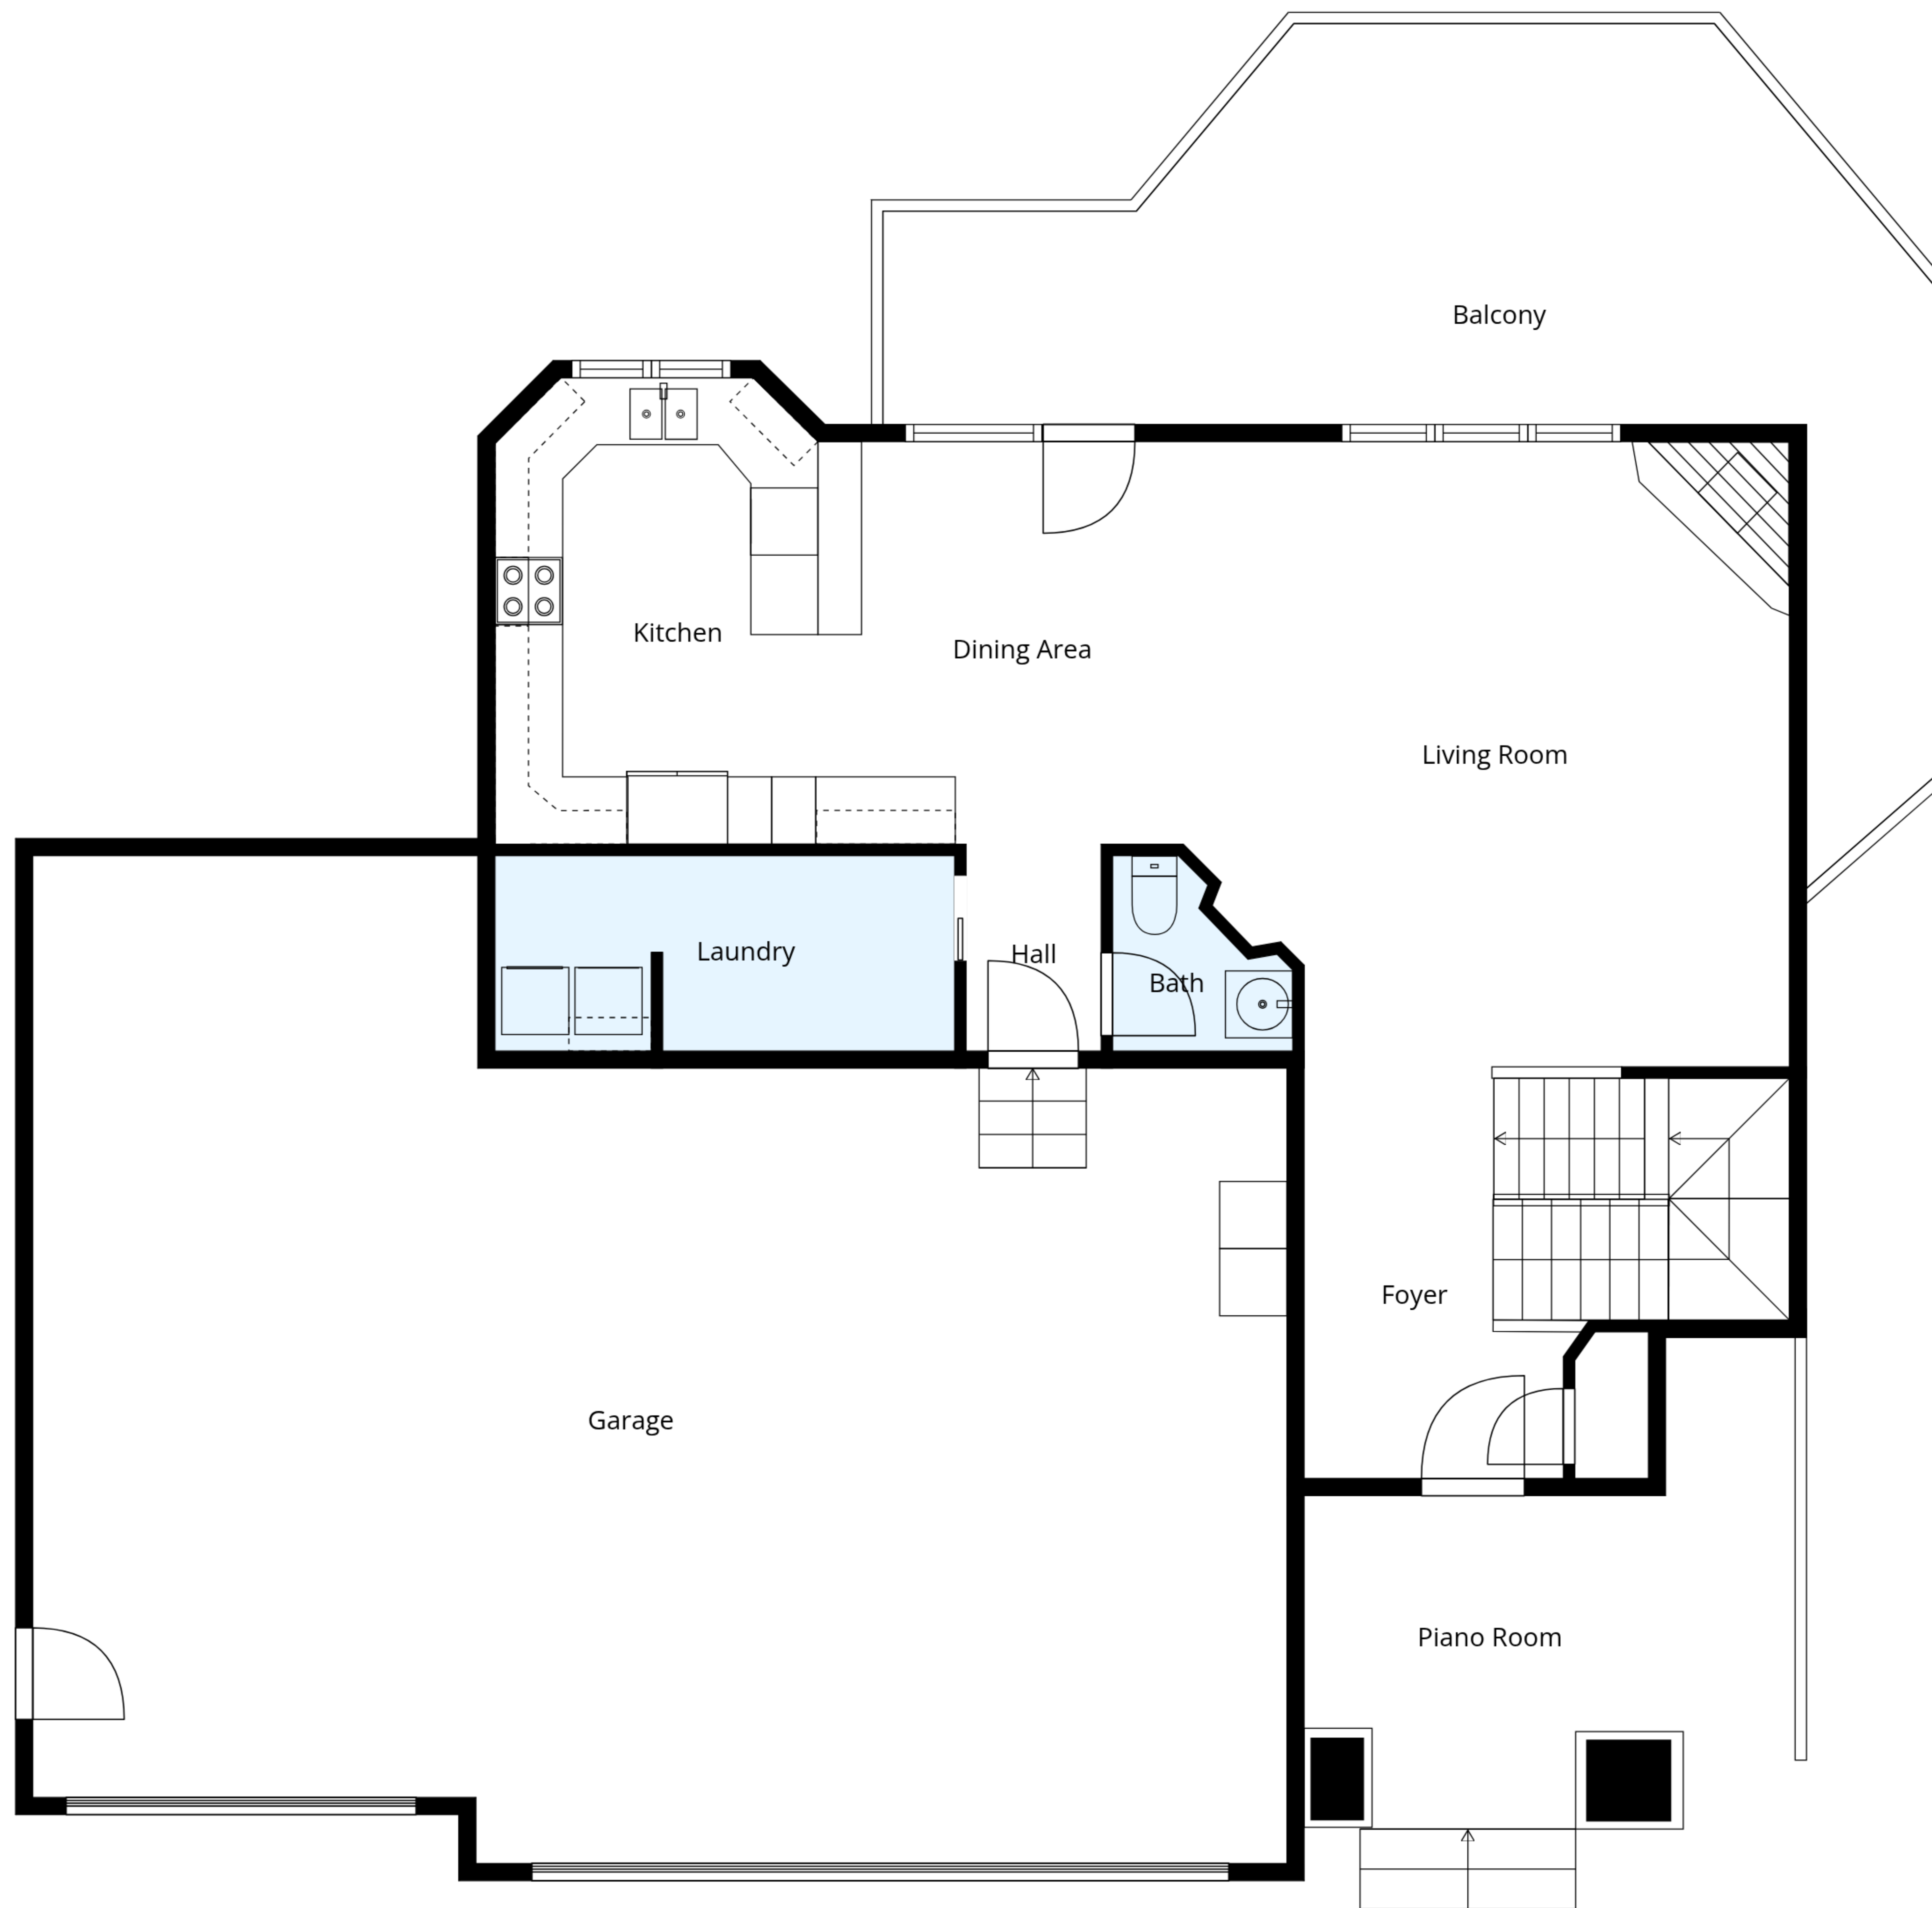 Balcony
Kitchen
Dining Area
Living Room
Laundry
Hall
Bath
Foyer
Garage
Piano Room